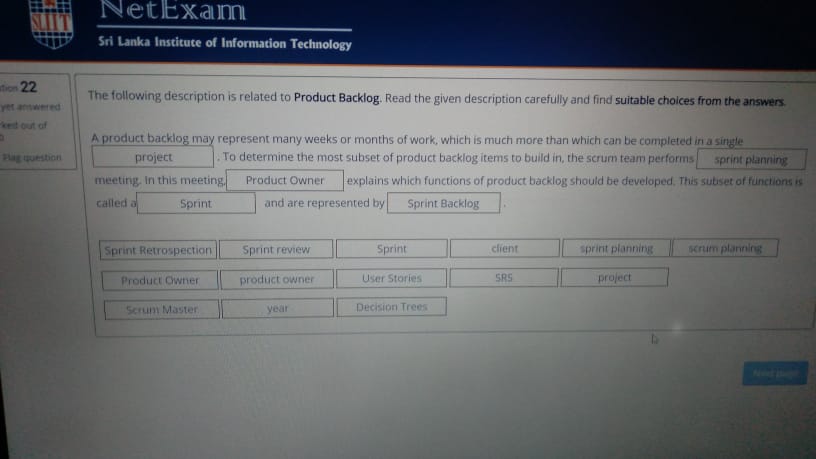 SLIIT
NetExam
Sri Lanka Institute of Information Technology
22
yet answered
out of
Flag question
The following description is related to Product Backlog. Read the given description carefully and find suitable choices from the answers.
A product backlog may represent many weeks or months of work, which is much more than which can be completed in a single
project . To determine the most subset of product backlog items to build in, the scrum team performs sprint planning
meeting. In this meeting, Product Owner explains which functions of product backlog should be developed. This subset of functions is
called a Sprint and are represented by Sprint Backlog .
Sprint Retrospection Sprint review Sprint client sprint planning scrum planning
Product Owner product owner User Stories SRS project
Scrum Master year Decision Trees
Next page